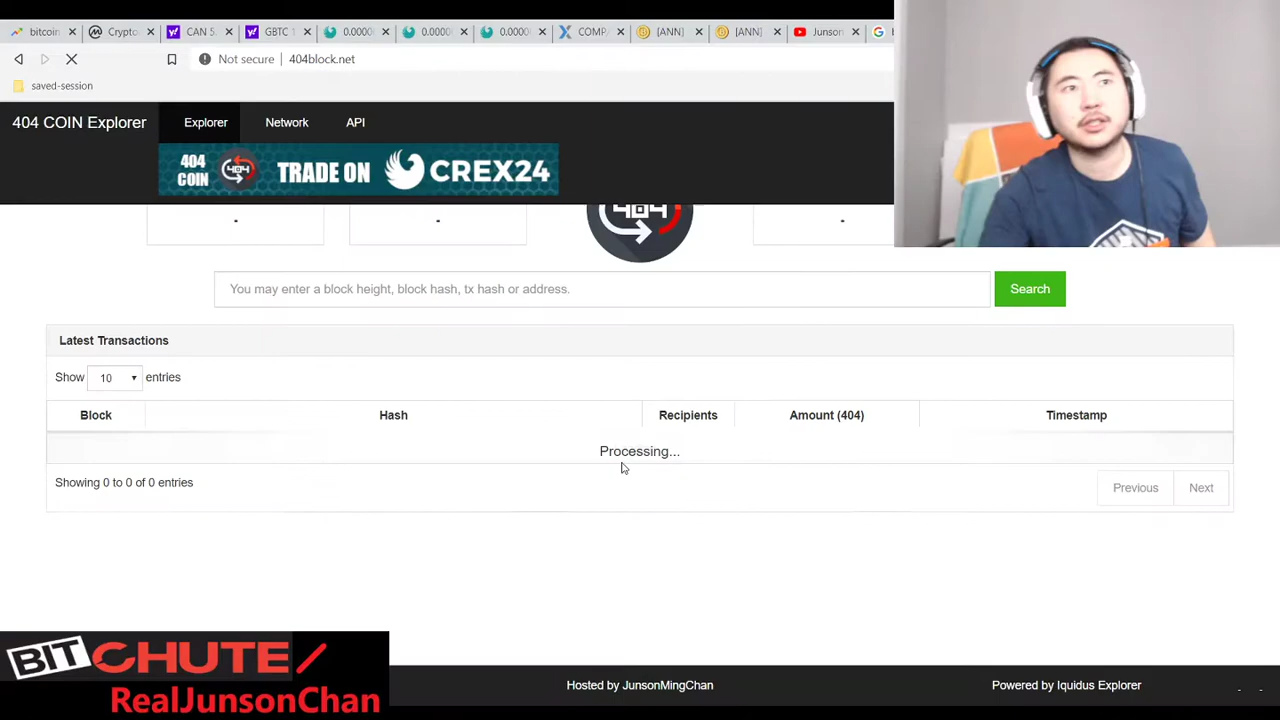 bitcoin
Crypto
CAN 5.
GBTC 1
0.0000
0.0000
0.0000
COMP
[ANN]
[ANN]
Junson
b
Not secure
404block.net
saved-session
404 COIN Explorer
Explorer
Network
API
404
COIN
404
TRADE ON
CREX24
404
-
-
-
You may enter a block height, block hash, tx hash or address.
Search
Latest Transactions
Show 10 entries
Block
Hash
Recipients
Amount (404)
Timestamp
Processing...
Showing 0 to 0 of 0 entries
Previous
Next
BITCHUTE/
RealJunsonChan
Hosted by JunsonMingChan
Powered by Iquidus Explorer
- -